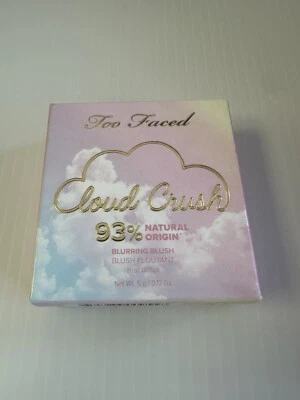 Too Faced
Cloud Crush
93% NATURAL
ORIGIN*
BLURRING BLUSH
BLUSH FLOUTANT